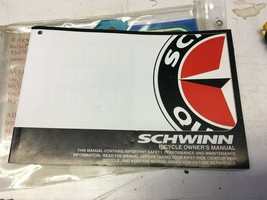 SCHWINN
BICYCLE OWNER'S MANUAL
THIS MANUAL CONTAINS IMPORTANT SAFETY, PERFORMANCE AND MAINTENANCE
INFORMATION. READ THE MANUAL BEFORE TAKING YOUR FIRST RIDE ON YOUR NEW
BICYCLE, AND KEEP THE MANUAL HANDY FOR FUTURE REFERENCE.